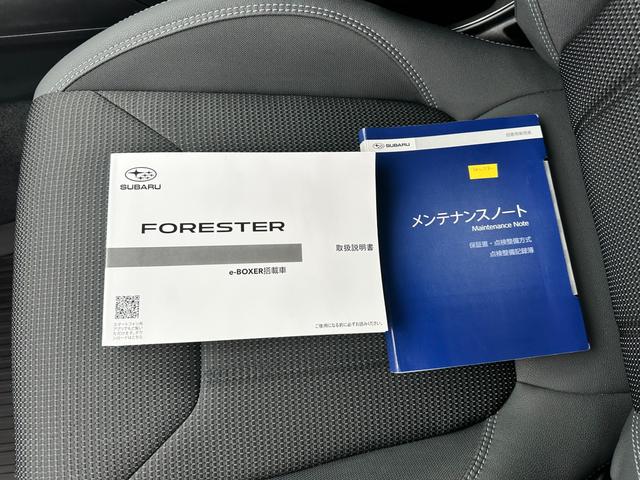 SUBARU
FORESTER
取扱説明書
e-BOXER搭載車
ご使用になる前に必ずお読みください。
SUBARU
メンテナンスノート
Maintenance Note
保証書・点検整備方式
点検整備記録簿